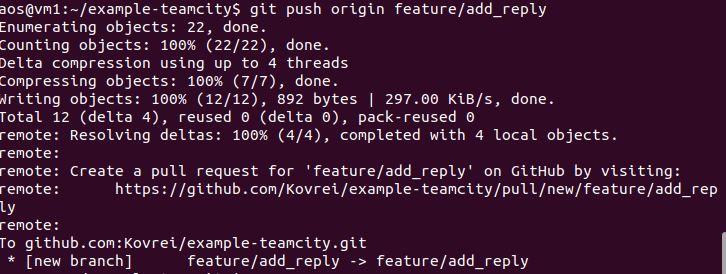 aos@vm1:~/example-teamcity$ git push origin feature/add_reply
Enumerating objects: 22, done.
Counting objects: 100% (22/22), done.
Delta compression using up to 4 threads
Compressing objects: 100% (7/7), done.
Writing objects: 100% (12/12), 892 bytes | 297.00 KiB/s, done.
Total 12 (delta 4), reused 0 (delta 0), pack-reused 0
remote: Resolving deltas: 100% (4/4), completed with 4 local objects.
remote:
remote: Create a pull request for 'feature/add_reply' on GitHub by visiting:
remote:      https://github.com/Kovrei/example-teamcity/pull/new/feature/add_rep
ly
remote:
To github.com:Kovrei/example-teamcity.git
 * [new branch]      feature/add_reply -> feature/add_reply